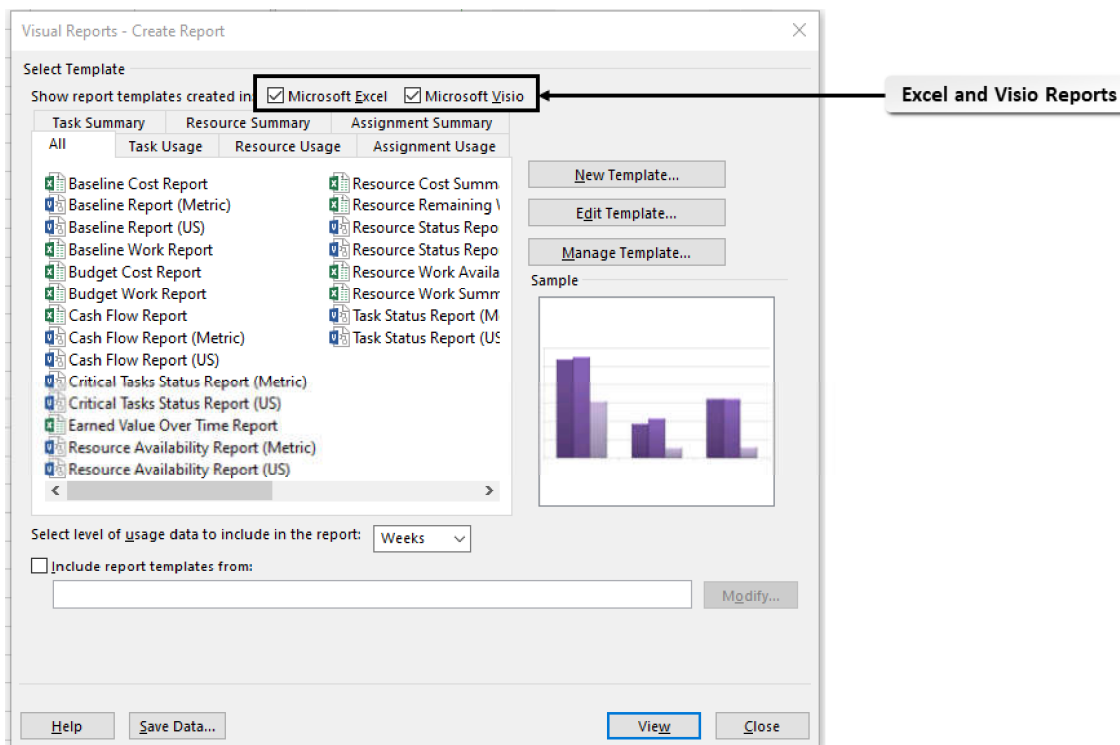 Visual Reports - Create Report
Select Template
Show report templates created in: Microsoft Excel Microsoft Visio
Excel and Visio Reports
Task Summary Resource Summary Assignment Summary
All Task Usage Resource Usage Assignment Usage
Baseline Cost Report
Baseline Report (Metric)
Baseline Report (US)
Baseline Work Report
Budget Cost Report
Budget Work Report
Cash Flow Report
Cash Flow Report (Metric)
Cash Flow Report (US)
Critical Tasks Status Report (Metric)
Critical Tasks Status Report (US)
Earned Value Over Time Report
Resource Availability Report (Metric)
Resource Availability Report (US)
Resource Cost Summ
Resource Remaining
Resource Status Repo
Resource Status Repo
Resource Work Availa
Resource Work Summ
Task Status Report (M
Task Status Report (US
New Template...
Edit Template...
Manage Template...
Sample
Select level of usage data to include in the report: Weeks
Include report templates from:
Modify...
Help Save Data... View Close